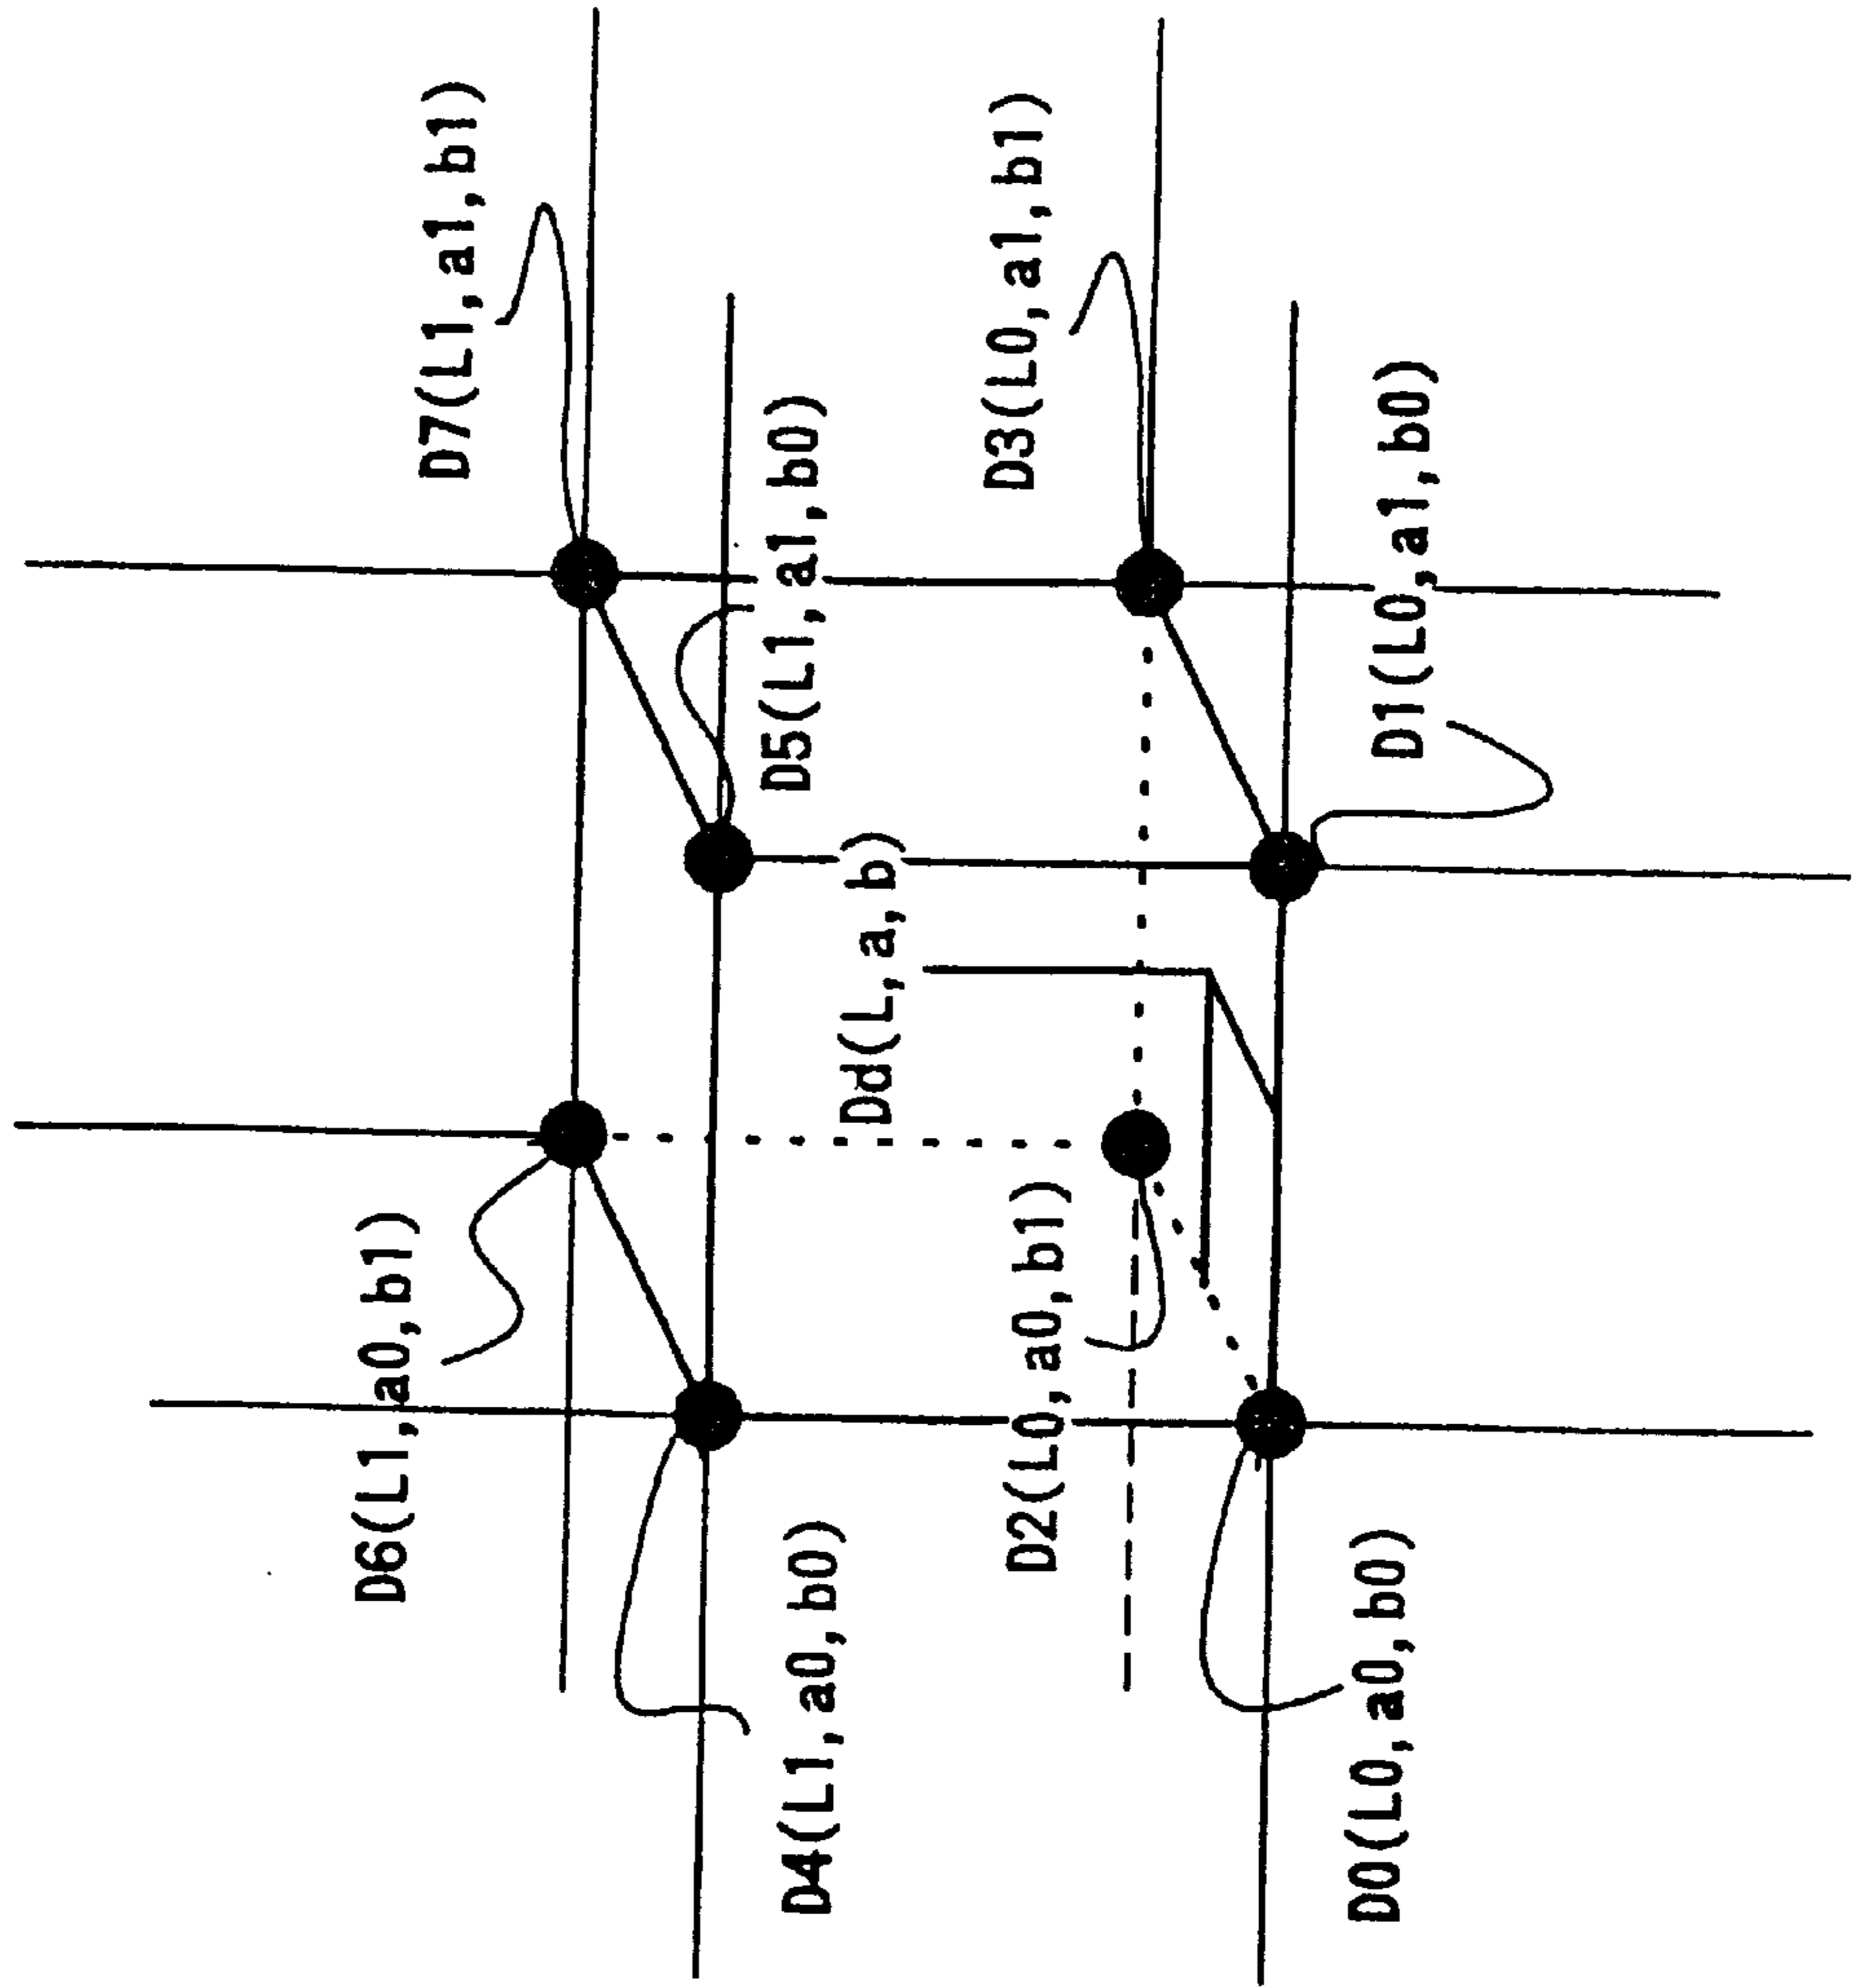 D6(L1,a0,b1)
D7(L1,a1,b1)
D4(L1,a0,b0)
D5(L1,a1,b0)
Dd(L,a,b)
D2(L0,a0,b1)
D3(L0,a1,b1)
D0(L0,a0,b0)
D1(L0,a1,b0)